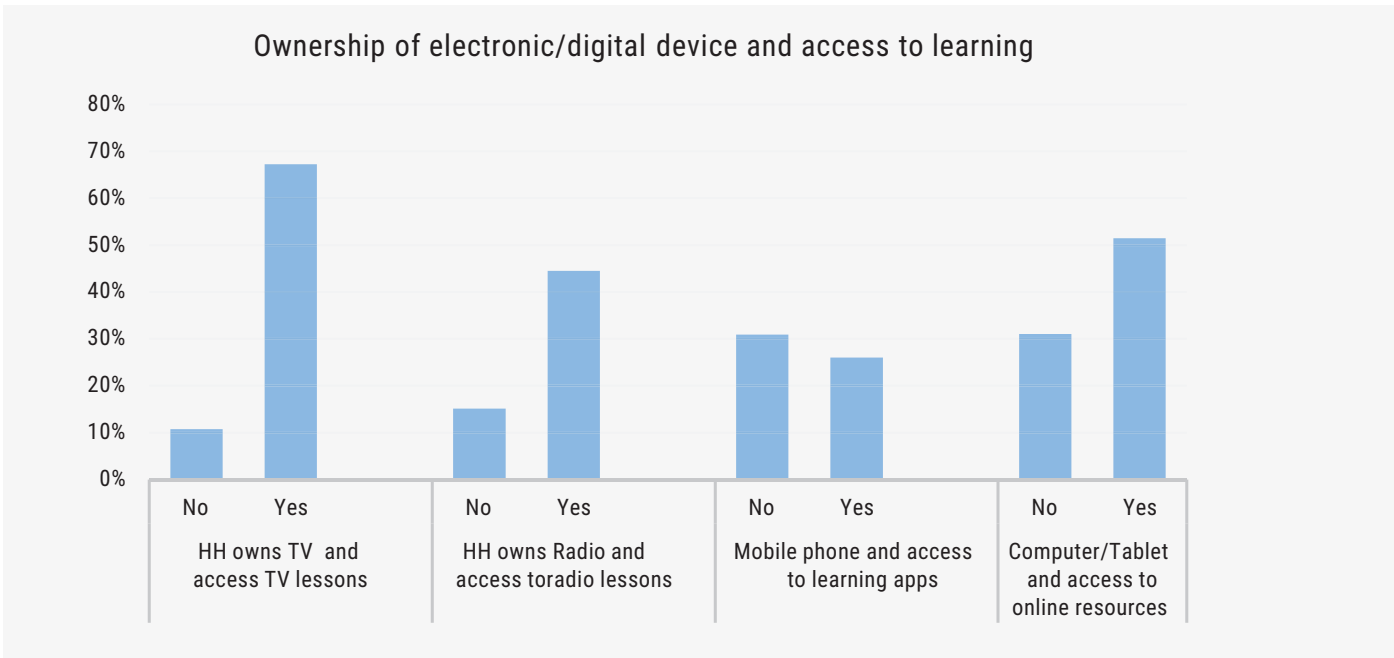 Ownership of electronic/digital device and access to learning
80%
70%
60%
50%
40%
30%
20%
10%
0%
No Yes No Yes No Yes No Yes
HH owns TV and
access TV lessons
HH owns Radio and
access toradio lessons
Mobile phone and access
to learning apps
Computer/Tablet
and access to
online resources